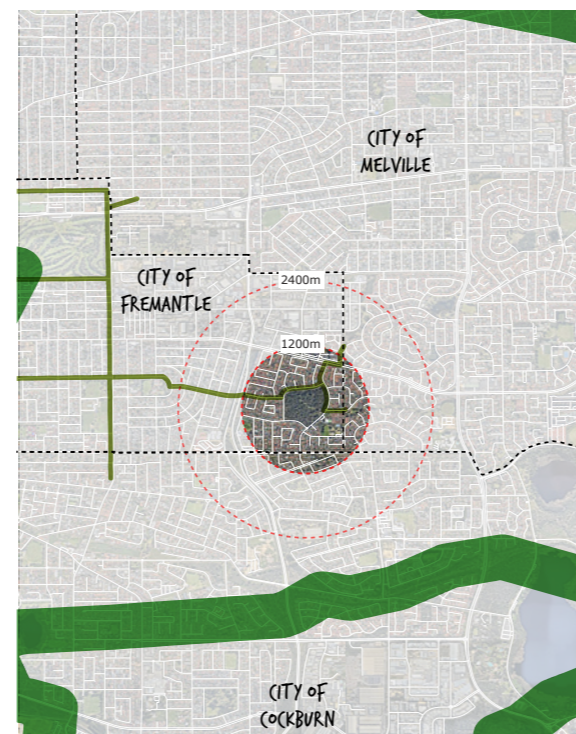 CITY OF
MELVILLE
CITY OF
FREMANTLE
2400m
1200m
CITY OF
COCKBURN